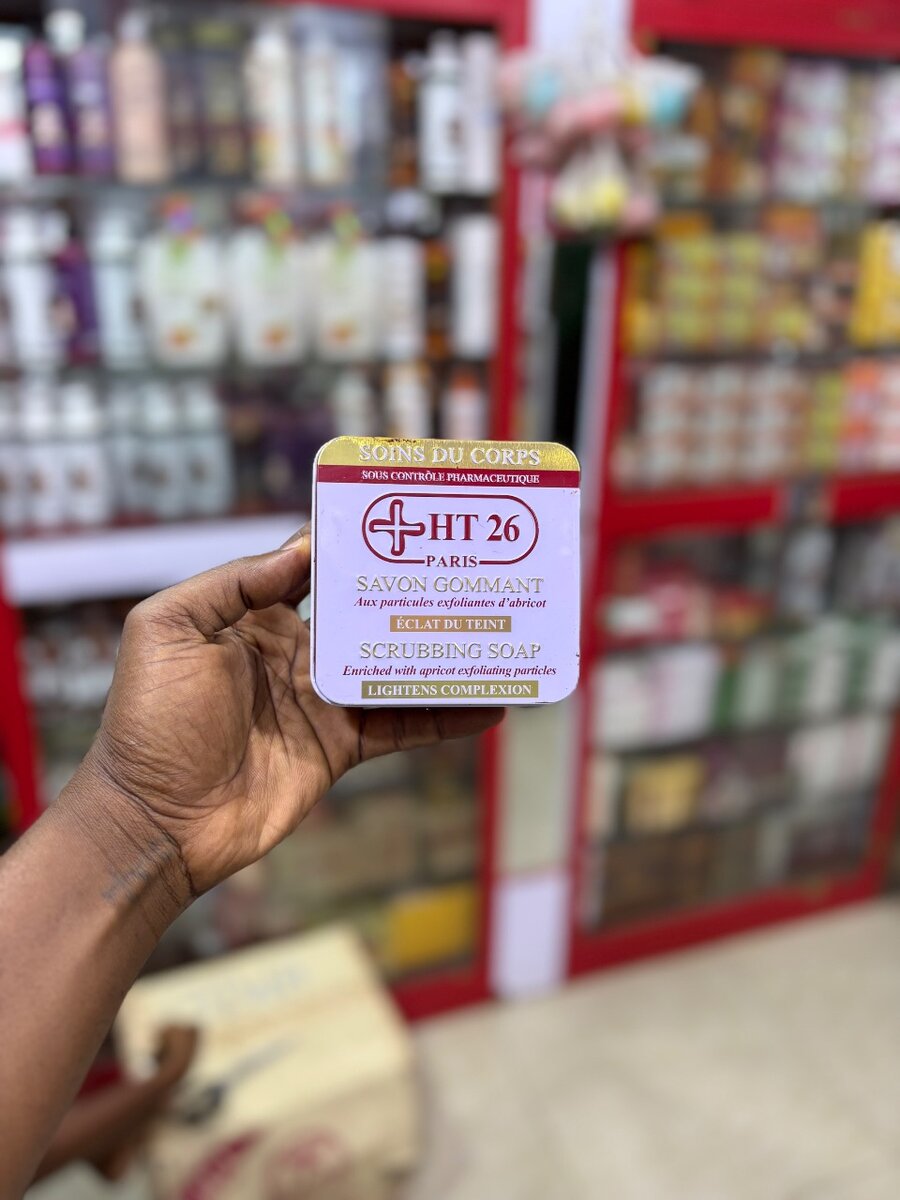 SOINS DU CORPS
SOUS CONTRÔLE PHARMACEUTIQUE
HT 26
PARIS
SAVON GOMMANT
Aux particules exfoliantes d'abricot
ÉCLAT DU TEINT
SCRUBBING SOAP
Enriched with apricot exfoliating particles
LIGHTENS COMPLEXION